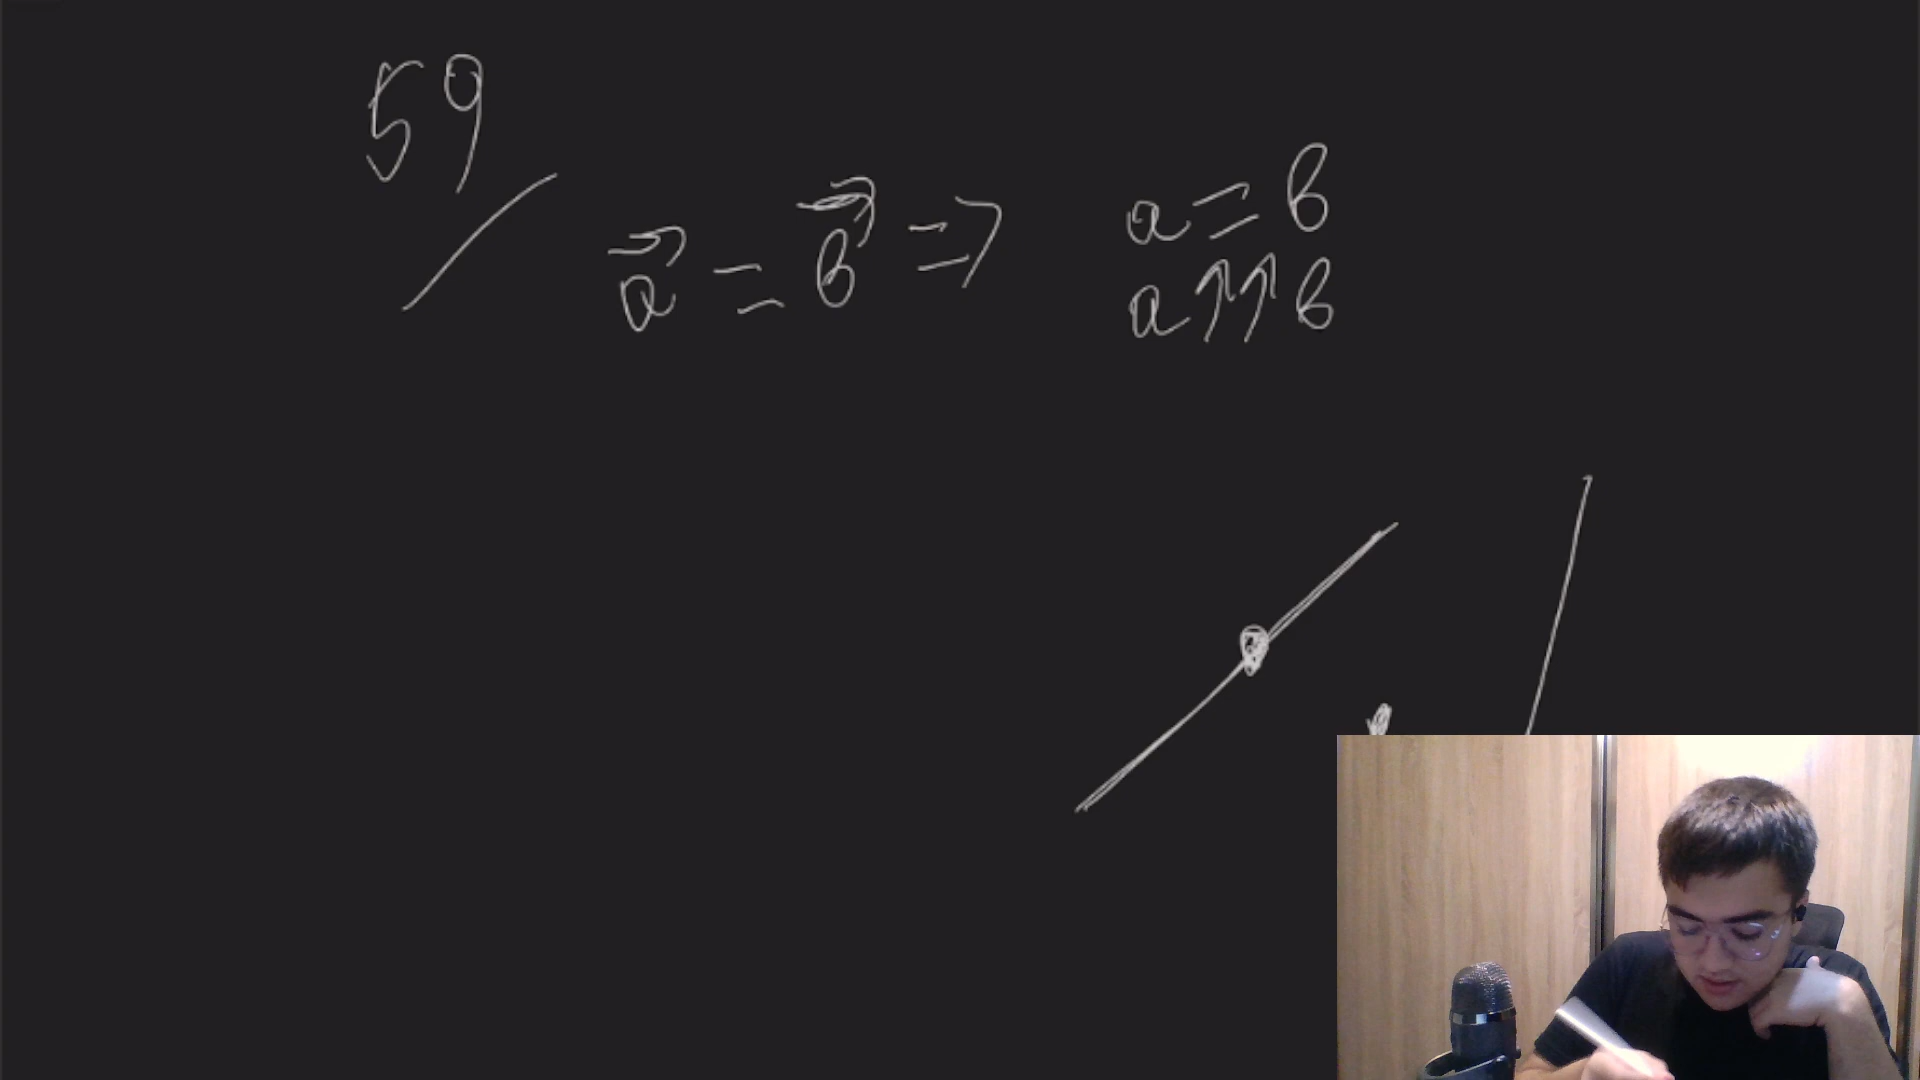 59
a⃗ = b⃗ => a = b
a↑↑b